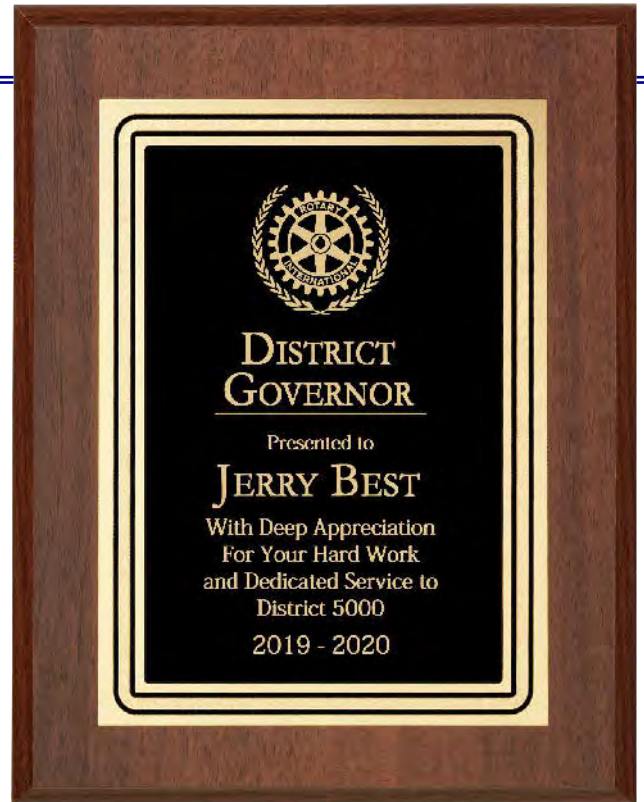 ROTARY
INTERNATIONAL
DISTRICT
GOVERNOR
Presented to
JERRY BEST
With Deep Appreciation
For Your Hard Work
and Dedicated Service to
District 5000
2019 - 2020